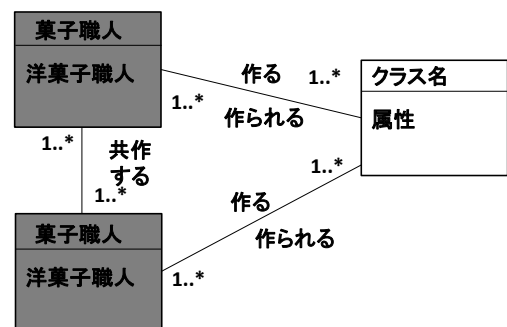 菓子職人
洋菓子職人
作る
1..*
クラス名
1..*
作られる
属性
1..*
共作
する
1..*
1..*
作る
菓子職人
作られる
洋菓子職人
1..*